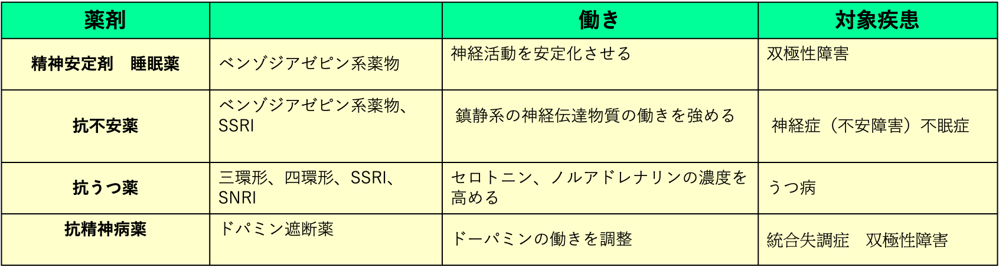 薬剤 働き 対象疾患
精神安定剤　睡眠薬 ベンゾジアゼピン系薬物 神経活動を安定化させる 双極性障害
抗不安薬 ベンゾジアゼピン系薬物、
SSRI 鎮静系の神経伝達物質の働きを強める 神経症（不安障害）不眠症
抗うつ薬 三環形、四環形、SSRI、
SNRI セロトニン、ノルアドレナリンの濃度を
高める うつ病
抗精神病薬 ドパミン遮断薬 ドーパミンの働きを調整 統合失調症　双極性障害